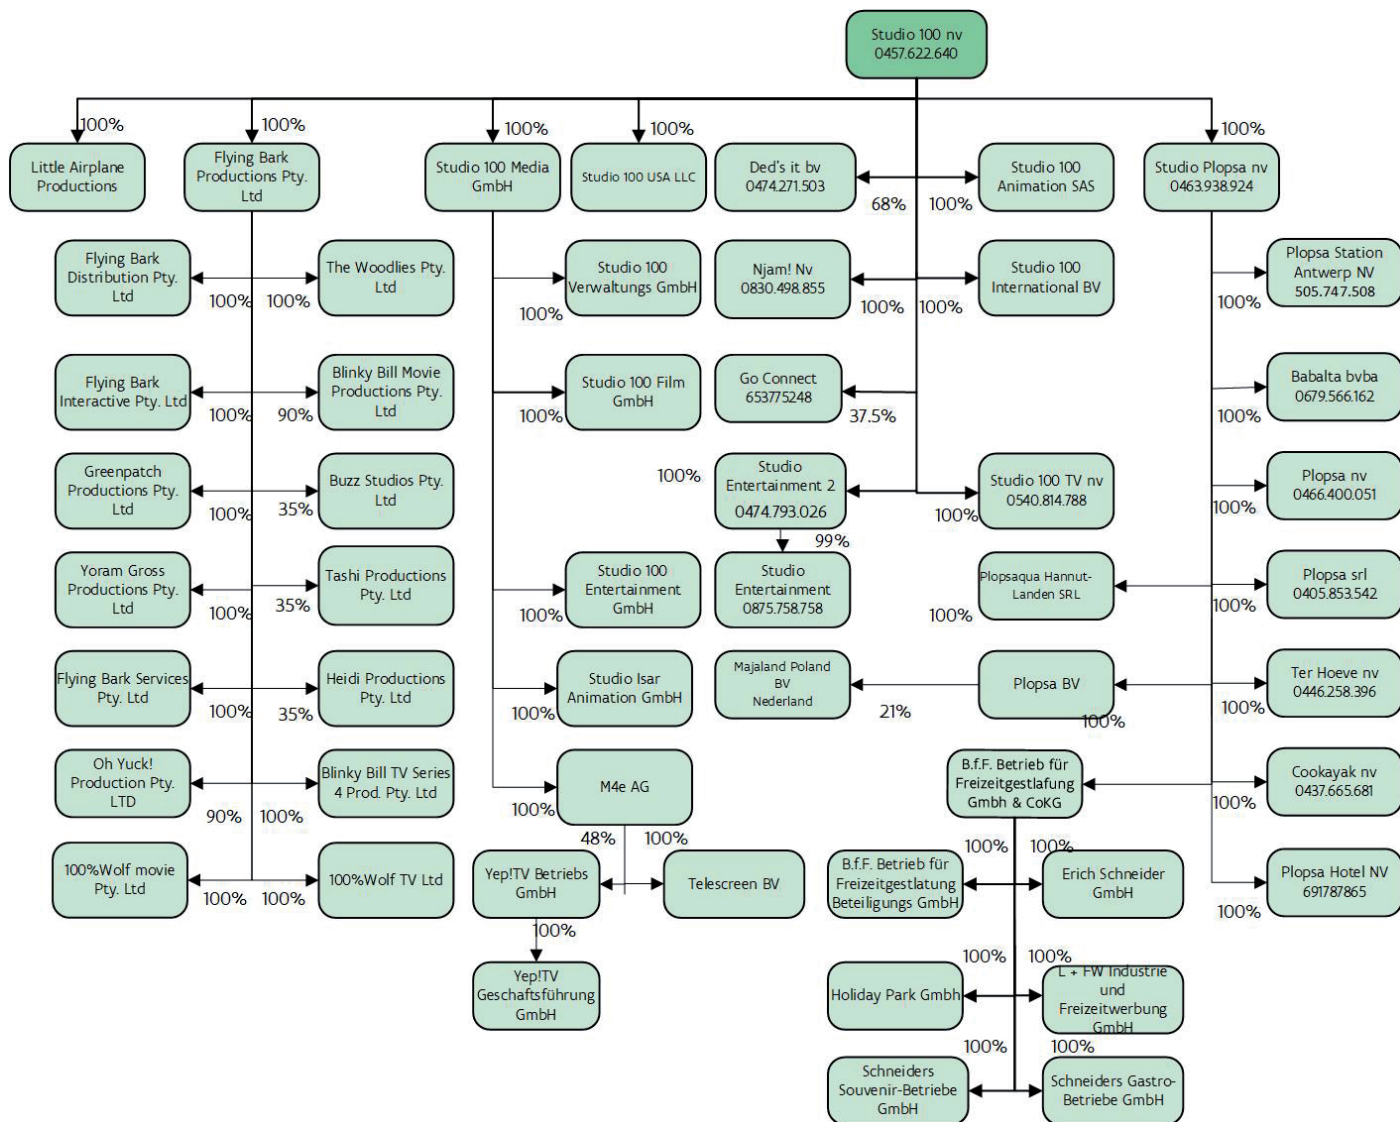 Studio 100 nv
0457.622.640
100%
100%
100%
100%
100%
Little Airplane
Productions
Flying Bark
Productions Pty.
Ltd
Studio 100 Media
GmbH
Studio 100 USA LLC
Ded's it bv
0474.271.503
68%
100%
Studio 100
Animation SAS
Studio Plopsa nv
0463.938.924
Flying Bark
Distribution Pty.
Ltd
100%
100%
The Woodlies Pty.
Ltd
Studio 100
Verwaltungs GmbH
100%
Njam! Nv
0830.498.855
100%
100%
Studio 100
International BV
Plopsa Station
Antwerp NV
505.747.508
100%
Flying Bark
Interactive Pty. Ltd
100%
90%
Blinky Bill Movie
Productions Pty.
Ltd
Studio 100 Film
GmbH
100%
Go Connect
653775248
37.5%
Babalta bvba
0679.566.162
100%
Greenpatch
Productions Pty.
Ltd
100%
35%
Buzz Studios Pty.
Ltd
100%
Studio
Entertainment 2
0474.793.026
99%
Studio 100 TV nv
0540.814.788
100%
Plopsa nv
0466.400.051
100%
Yoram Gross
Productions Pty.
Ltd
100%
35%
Tashi Productions
Pty. Ltd
Studio 100
Entertainment
GmbH
100%
Studio
Entertainment
0875.758.758
Plopsaqua Hannut-
Landen SRL
100%
Plopsa srl
0405.853.542
100%
Flying Bark Services
Pty. Ltd
100%
35%
Heidi Productions
Pty. Ltd
Studio Isar
Animation GmbH
100%
Majaland Poland
BV
Nederland
21%
Plopsa BV
100%
Ter Hoeve nv
0446.258.396
100%
Oh Yuck!
Production Pty.
LTD
90%
100%
Blinky Bill TV Series
4 Prod. Pty. Ltd
M4e AG
100%
48%
100%
B.f.F. Betrieb für
Freizeitgestlafung
Gmbh & CoKG
100%
100%
Cookayak nv
0437.665.681
100%
100%Wolf movie
Pty. Ltd
100%
100%
100%Wolf TV Ltd
Yep!TV Betriebs
GmbH
100%
Telescreen BV
B.f.F. Betrieb für
Freizeitgestlatung
Beteiligungs GmbH
Erich Schneider
GmbH
Plopsa Hotel NV
691787865
100%
Yep!TV
Geschaftsführung
GmbH
100%
100%
Holiday Park Gmbh
L + FW Industrie
und
Freizeitwerbung
GmbH
100%
100%
Schneiders
Souvenir-Betriebe
GmbH
Schneiders Gastro-
Betriebe GmbH